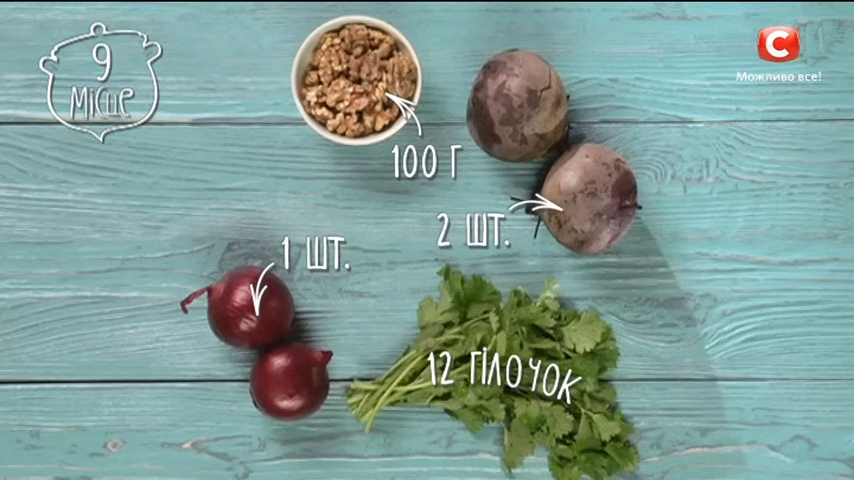 9
Місце
С
Можливо все!
100 Г
2 ШТ.
1 ШТ.
12 ГІЛОЧОК